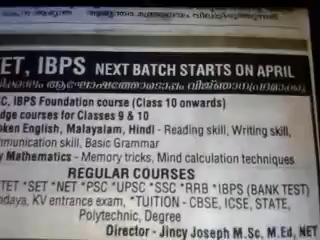 ET, IBPS NEXT BATCH STARTS ON APRIL
C, IBPS Foundation course (Class 10 onwards)
dge courses for Classes 9 & 10
oken English, Malayalam, Hindi - Reading skill, Writing skill,
mmunication skill, Basic Grammar
y Mathematics - Memory tricks, Mind calculation techniques
REGULAR COURSES
TET *SET *NET *PSC *UPSC *SSC *RRB *IBPS (BANK TEST)
odaya, KV entrance exam, *TUITION - CBSE, ICSE, STATE,
Polytechnic, Degree
Director - Jincy Joseph M.Sc, M.Ed, NET